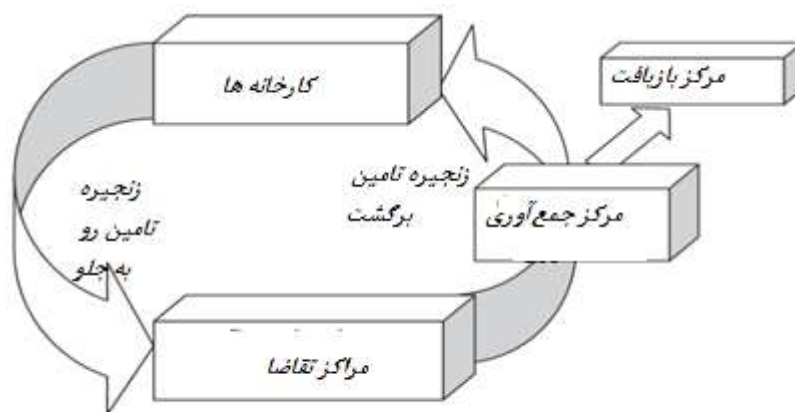 کارخانه ها
مرکز بازیافت
زنجیره تامین
برگشت
مرکز جمع‌آوری
زنجیره
تامین رو
به جلو
مراکز تقاضا